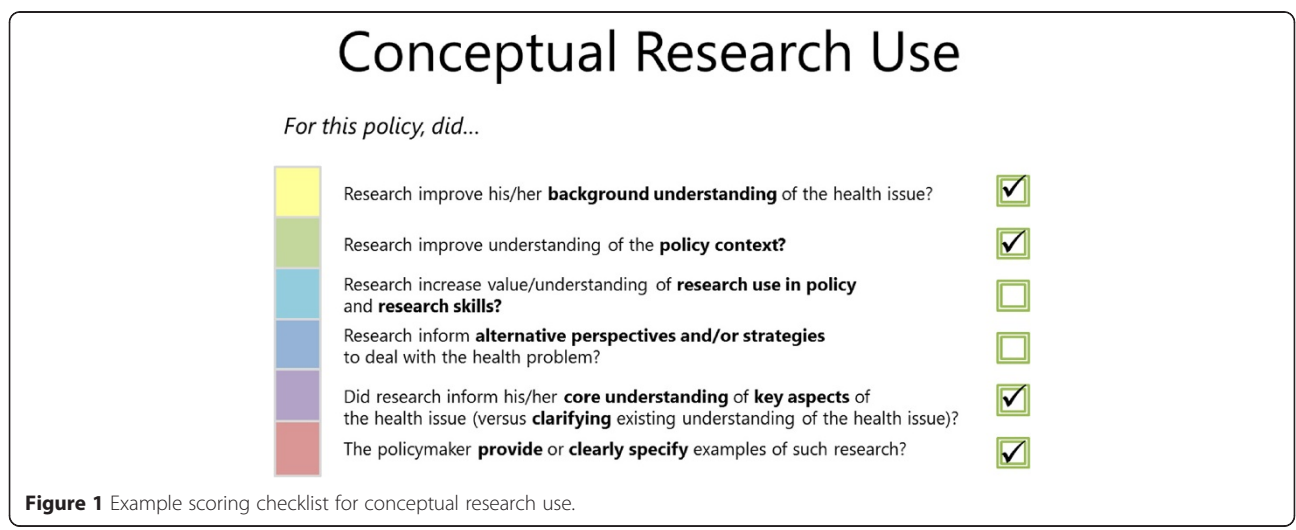 Conceptual Research Use
For this policy, did...
Research improve his/her background understanding of the health issue?
Research improve understanding of the policy context?
Research increase value/understanding of research use in policy
and research skills?
Research inform alternative perspectives and/or strategies
to deal with the health problem?
Did research inform his/her core understanding of key aspects of
the health issue (versus clarifying existing understanding of the health issue)?
The policymaker provide or clearly specify examples of such research?
Figure 1 Example scoring checklist for conceptual research use.